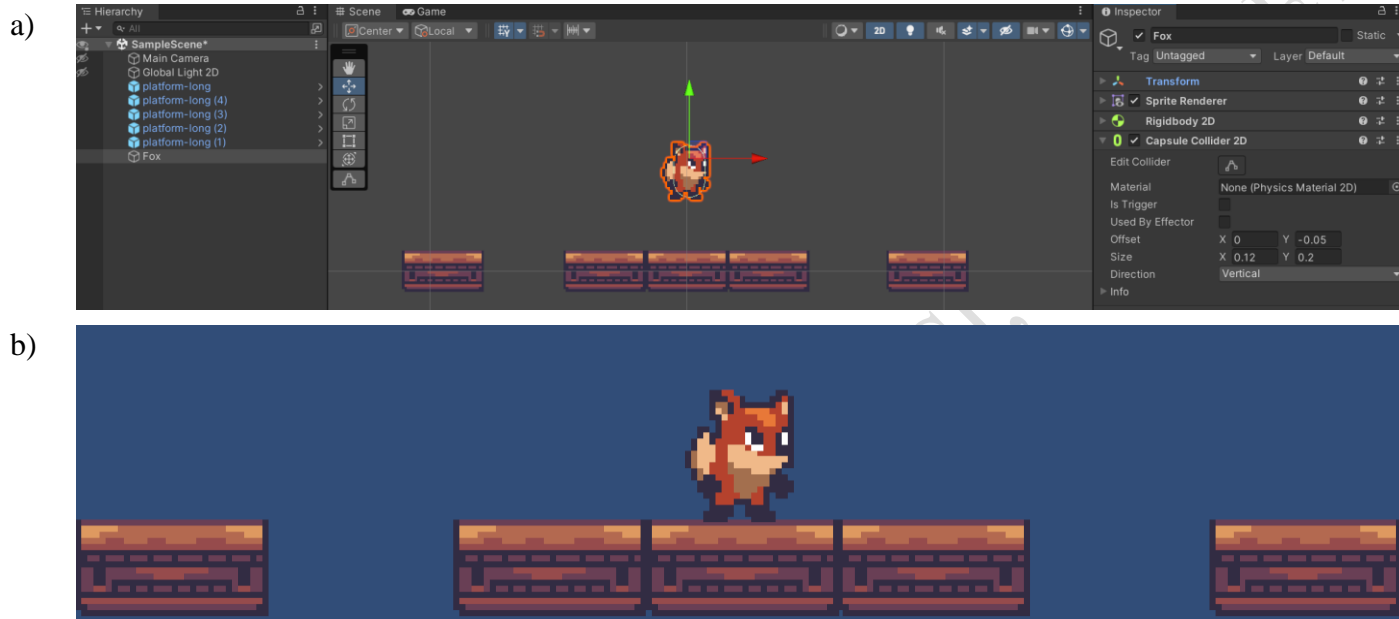 a)
Hierarchy
All
SampleScene*
Main Camera
Global Light 2D
platform-long
platform-long (4)
platform-long (3)
platform-long (2)
platform-long (1)
Fox
Scene Game
Center Local
2D
Inspector
Fox Static
Tag Untagged Layer Default
Transform
Sprite Renderer
Rigidbody 2D
Capsule Collider 2D
Edit Collider
Material None (Physics Material 2D)
Is Trigger
Used By Effector
Offset X 0 Y -0.05
Size X 0.12 Y 0.2
Direction Vertical
Info
b)